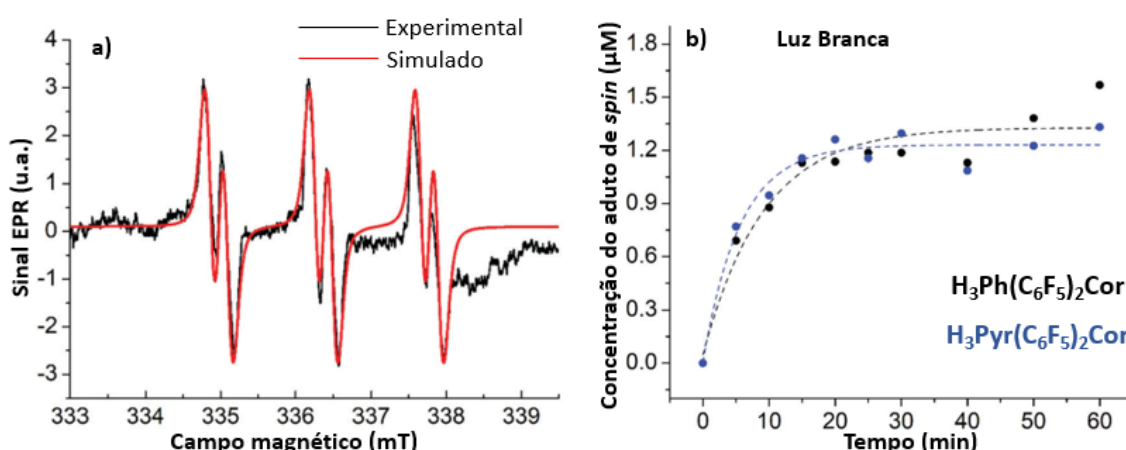 a)
Experimental
Simulado
Sinal EPR (u.a.)
4
3
2
1
0
-1
-2
-3
333 334 335 336 337 338 339
Campo magnético (mT)
b) Luz Branca
Concentração do aduto de spin (µM)
1.8
1.5
1.2
0.9
0.6
0.3
0.0
H₃Ph(C₆F₅)₂Cor
H₃Pyr(C₆F₅)₂Cor
0 10 20 30 40 50 60
Tempo (min)